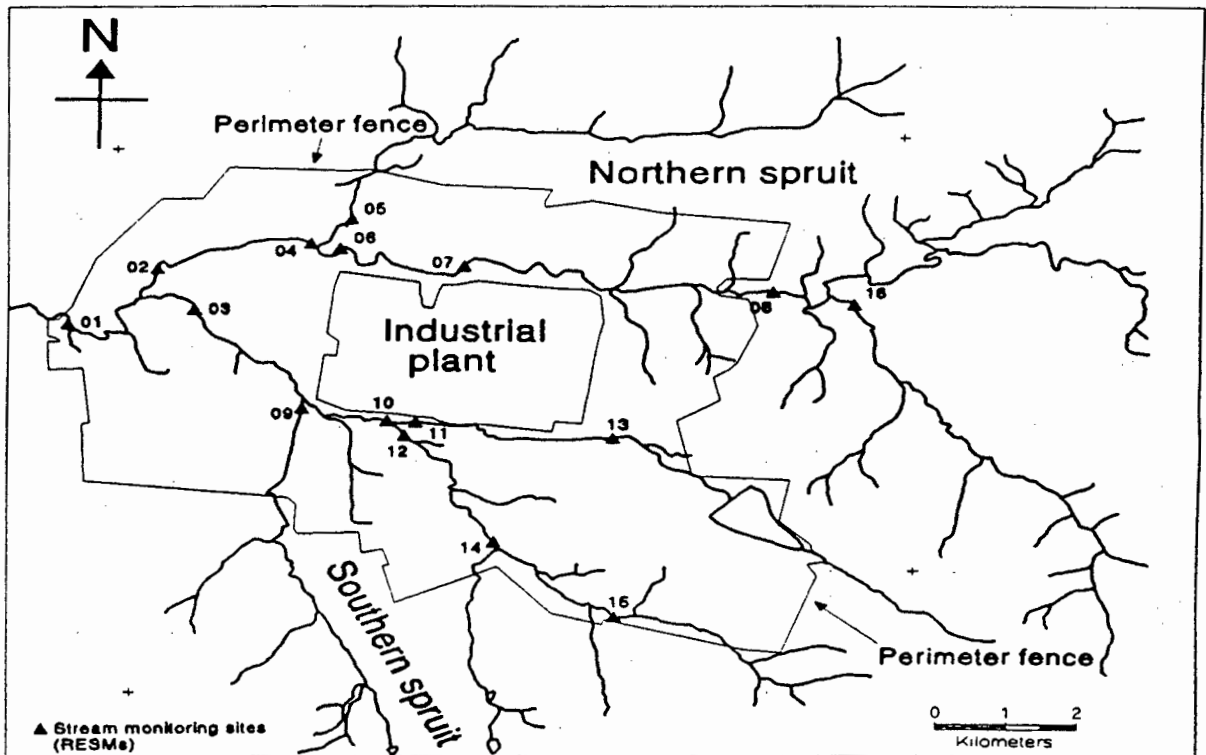 N
Perimeter fence
Northern spruit
05
04
06
02
07
03
01
08
16
Industrial
plant
09
10
11
12
13
14
15
Southern spruit
Perimeter fence
▲ Stream monitoring sites
(RESMs)
0 1 2
Kilometers